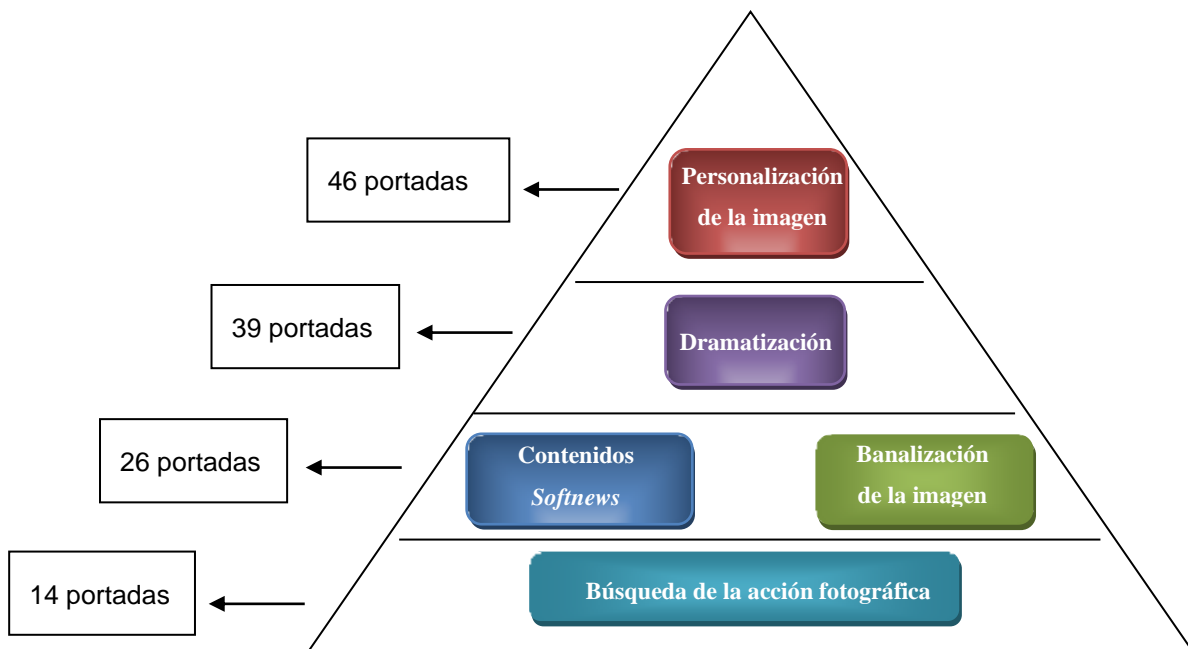 46 portadas
Personalización
de la imagen
39 portadas
Dramatización
26 portadas
Contenidos
Softnews
Banalización
de la imagen
14 portadas
Búsqueda de la acción fotográfica